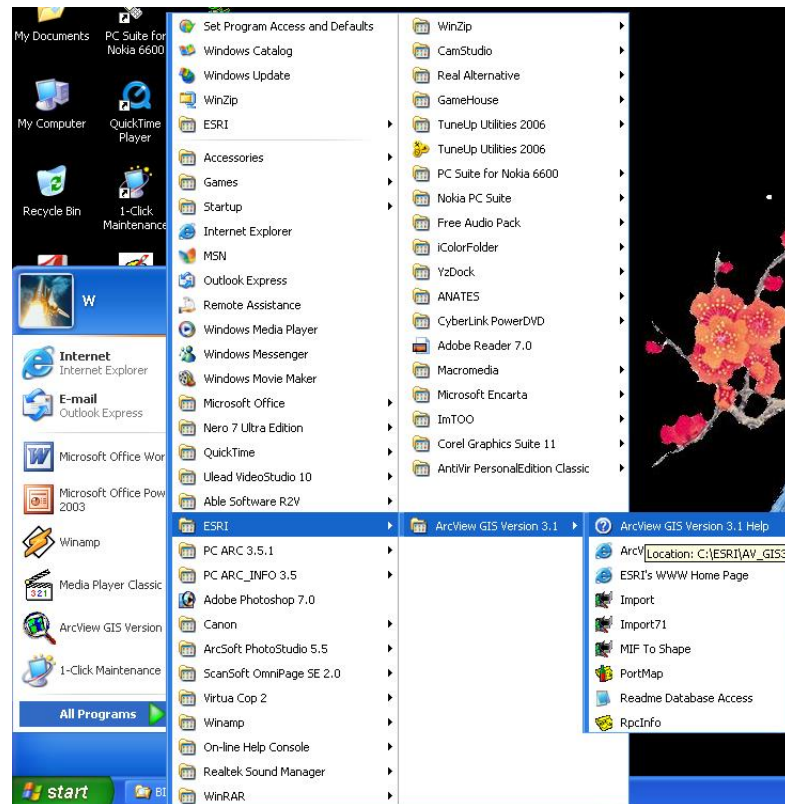 My Documents
PC Suite for
Nokia 6600
My Computer
QuickTime
Player
Recycle Bin
1-Click
Maintenance
W
Internet
Internet Explorer
E-mail
Outlook Express
Microsoft Office Wor
Microsoft Office Pow
2003
Winamp
321
Media Player Classic
ArcView GIS Version
1-Click Maintenance
All Programs
start
BI
Set Program Access and Defaults
Windows Catalog
Windows Update
WinZip
ESRI
Accessories
Games
Startup
Internet Explorer
MSN
Outlook Express
Remote Assistance
Windows Media Player
Windows Messenger
Windows Movie Maker
Microsoft Office
Nero 7 Ultra Edition
QuickTime
Ulead VideoStudio 10
Able Software R2V
ESRI
PC ARC 3.5.1
PC ARC_INFO 3.5
Adobe Photoshop 7.0
Canon
ArcSoft PhotoStudio 5.5
ScanSoft OmniPage SE 2.0
Virtua Cop 2
Winamp
On-line Help Console
Realtek Sound Manager
WinRAR
WinZip
CamStudio
Real Alternative
GameHouse
TuneUp Utilities 2006
TuneUp Utilities 2006
PC Suite for Nokia 6600
Nokia PC Suite
Free Audio Pack
iColorFolder
YzDock
ANATES
CyberLink PowerDVD
Adobe Reader 7.0
Macromedia
Microsoft Encarta
ImTOO
Corel Graphics Suite 11
AntiVir PersonalEdition Classic
ArcView GIS Version 3.1
ArcView GIS Version 3.1 Help
ArcV
Location: C:\ESRI\AV_GIS3
ESRI's WWW Home Page
Import
Import71
MIF To Shape
PortMap
Readme Database Access
RpcInfo